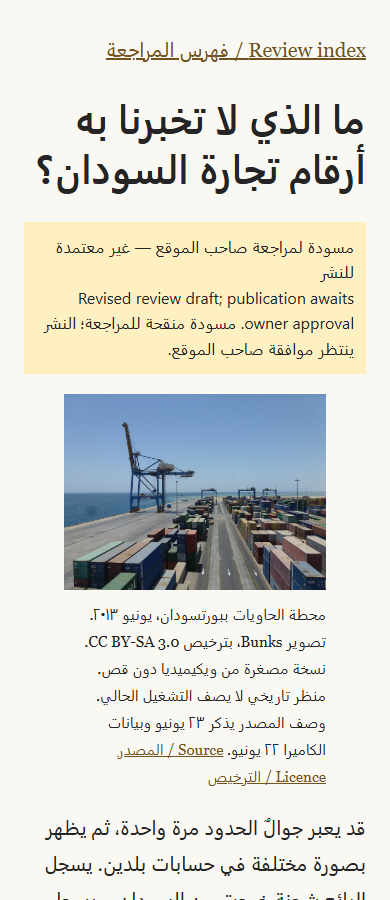 Review index / فهرس المراجعة
ما الذي لا تخبرنا به
أرقام تجارة السودان؟
مسودة لمراجعة صاحب الموقع — غير معتمدة
للنشر
Revised review draft; publication awaits
owner approval. مسودة منقحة للمراجعة؛ النشر
ينتظر موافقة صاحب الموقع.
محطة الحاويات ببورتسودان، يونيو ٢٠١٣.
تصوير Bunks، بترخيص CC BY-SA 3.0.
نسخة مصغرة من ويكيميديا دون قص.
منظر تاريخي لا يصف التشغيل الحالي.
وصف المصدر يذكر ٢٣ يونيو وبيانات
الكاميرا ٢٢ يونيو. Source / المصدر
Licence / الترخيص
قد يعبر جوالٌ الحدود مرة واحدة، ثم يظهر
بصورة مختلفة في حسابات بلدين. يسجل